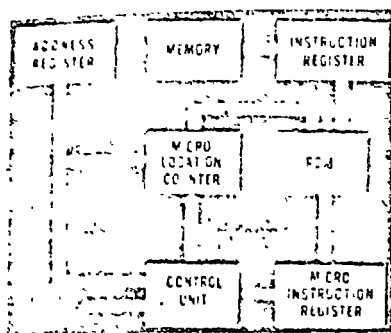 ADDRESS
REGISTER
MEMORY
INSTRUCTION
REGISTER
MICRO
LOCATION
COUNTER
ROM
CONTROL
UNIT
MICRO
INSTRUCTION
REGISTER